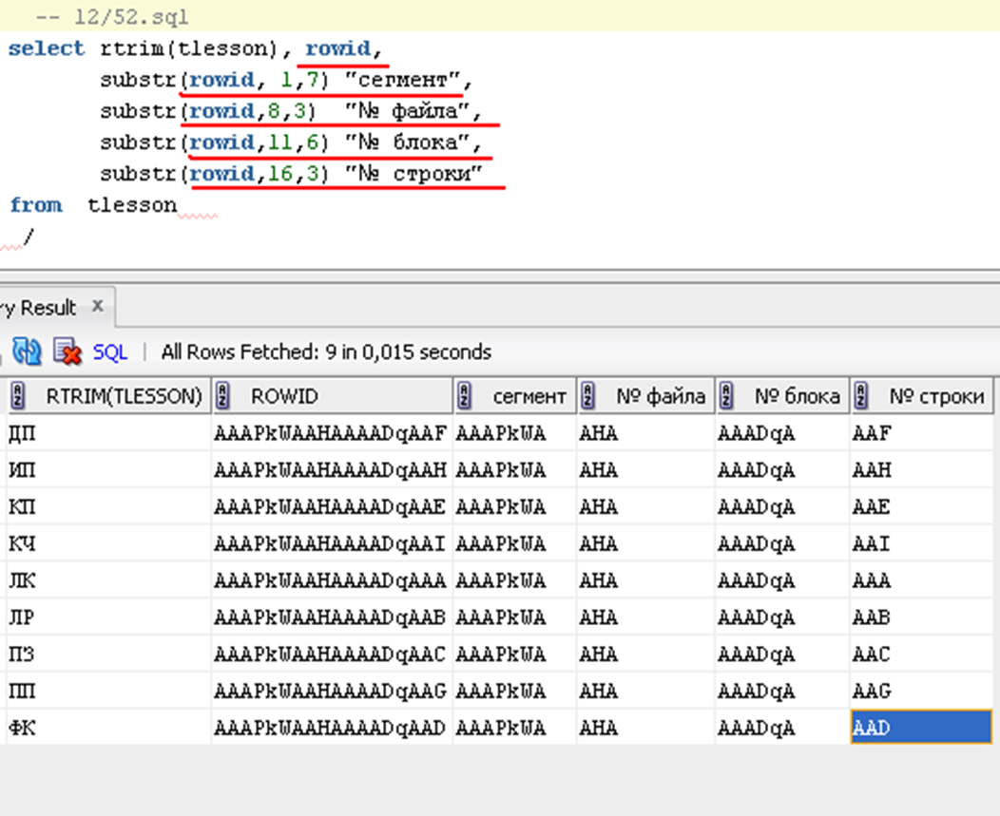 -- 12/52.sql
select rtrim(tlesson), rowid,
substr(rowid, 1,7) "сегмент",
substr(rowid,8,3) "№ файла",
substr(rowid,11,6) "№ блока",
substr(rowid,16,3) "№ строки"
from tlesson
/
ry Result x
SQL | All Rows Fetched: 9 in 0,015 seconds
RTRIM(TLESSON) ROWID сегмент № файла № блока № строки
ДП AAAPkWAAHAAAADqAAF AAAPkWA AHA AAADqA AAF
ИП AAAPkWAAHAAAADqAAH AAAPkWA AHA AAADqA AAH
КП AAAPkWAAHAAAADqAAE AAAPkWA AHA AAADqA AAE
КЧ AAAPkWAAHAAAADqAAI AAAPkWA AHA AAADqA AAI
ЛК AAAPkWAAHAAAADqAAA AAAPkWA AHA AAADqA AAA
ЛР AAAPkWAAHAAAADqAAB AAAPkWA AHA AAADqA AAB
ПЗ AAAPkWAAHAAAADqAAC AAAPkWA AHA AAADqA AAC
ПП AAAPkWAAHAAAADqAAG AAAPkWA AHA AAADqA AAG
ФК AAAPkWAAHAAAADqAAD AAAPkWA AHA AAADqA AAD